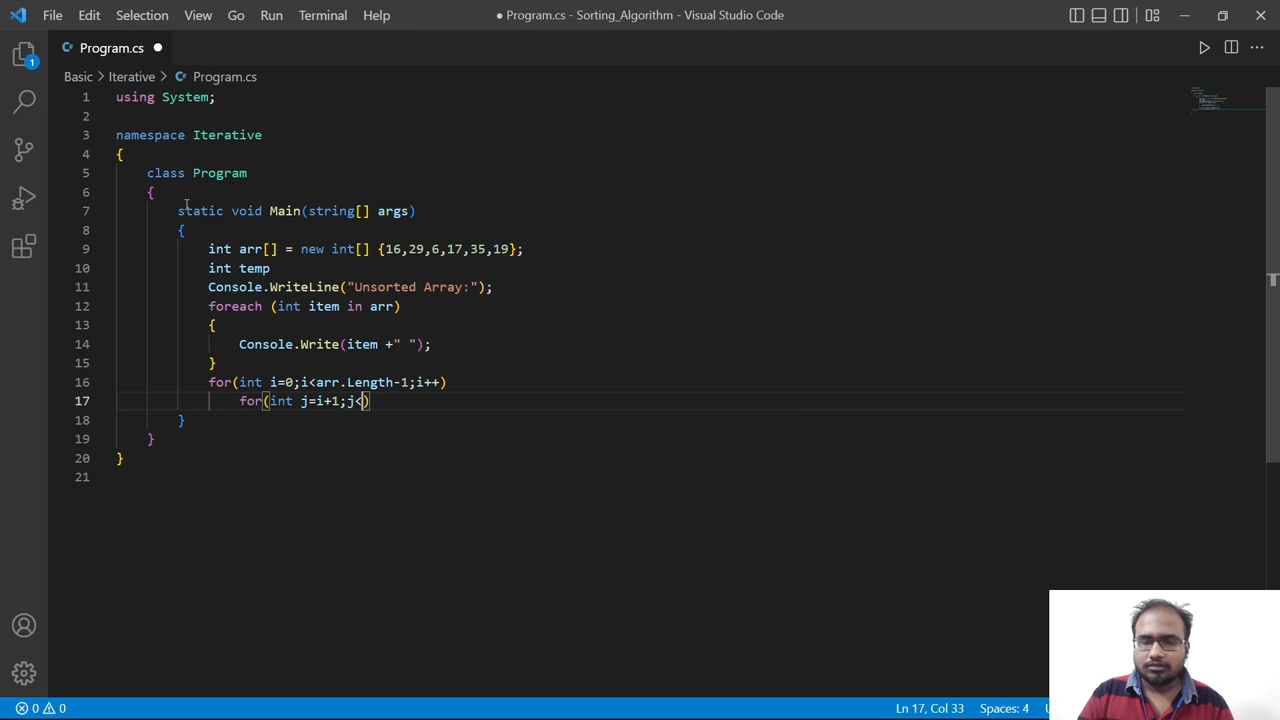 File Edit Selection View Go Run Terminal Help ● Program.cs - Sorting_Algorithm - Visual Studio Code
Program.cs
Basic > Iterative > Program.cs
1 using System;
2
3 namespace Iterative
4 {
5 class Program
6 {
7 static void Main(string[] args)
8 {
9 int arr[] = new int[] {16,29,6,17,35,19};
10 int temp
11 Console.WriteLine("Unsorted Array:");
12 foreach (int item in arr)
13 {
14 Console.Write(item +" ");
15 }
16 for(int i=0;i<arr.Length-1;i++)
17 for(int j=i+1;j<)
18 }
19 }
20 }
21
1
0 0 Ln 17, Col 33 Spaces: 4